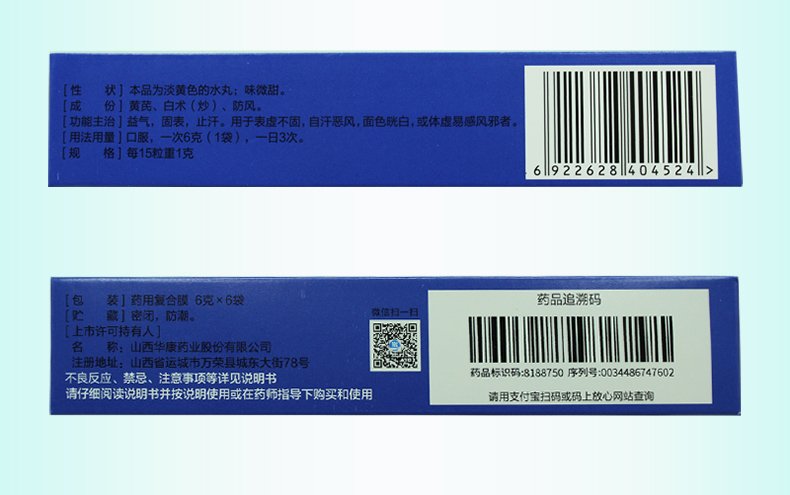 [性 状] 本品为淡黄色的水丸；味微甜。
[成 份] 黄芪、白术（炒）、防风。
[功能主治] 益气，固表，止汗。用于表虚不固，自汗恶风，面色㿠白，或体虚易感风邪者。
[用法用量] 口服，一次6克（1袋），一日3次。
[规 格] 每15粒重1克
6 922628 404524 >
[包 装] 药用复合膜 6克×6袋
[贮 藏] 密闭，防潮。
[上市许可持有人]
名 称：山西华康药业股份有限公司
注册地址：山西省运城市万荣县城东大街78号
不良反应、禁忌、注意事项等详见说明书
请仔细阅读说明书并按说明使用或在药师指导下购买和使用
微信扫一扫
药品追溯码
药品标识码:8188750 序列号:0034486747602
请用支付宝扫码或码上放心网站查询